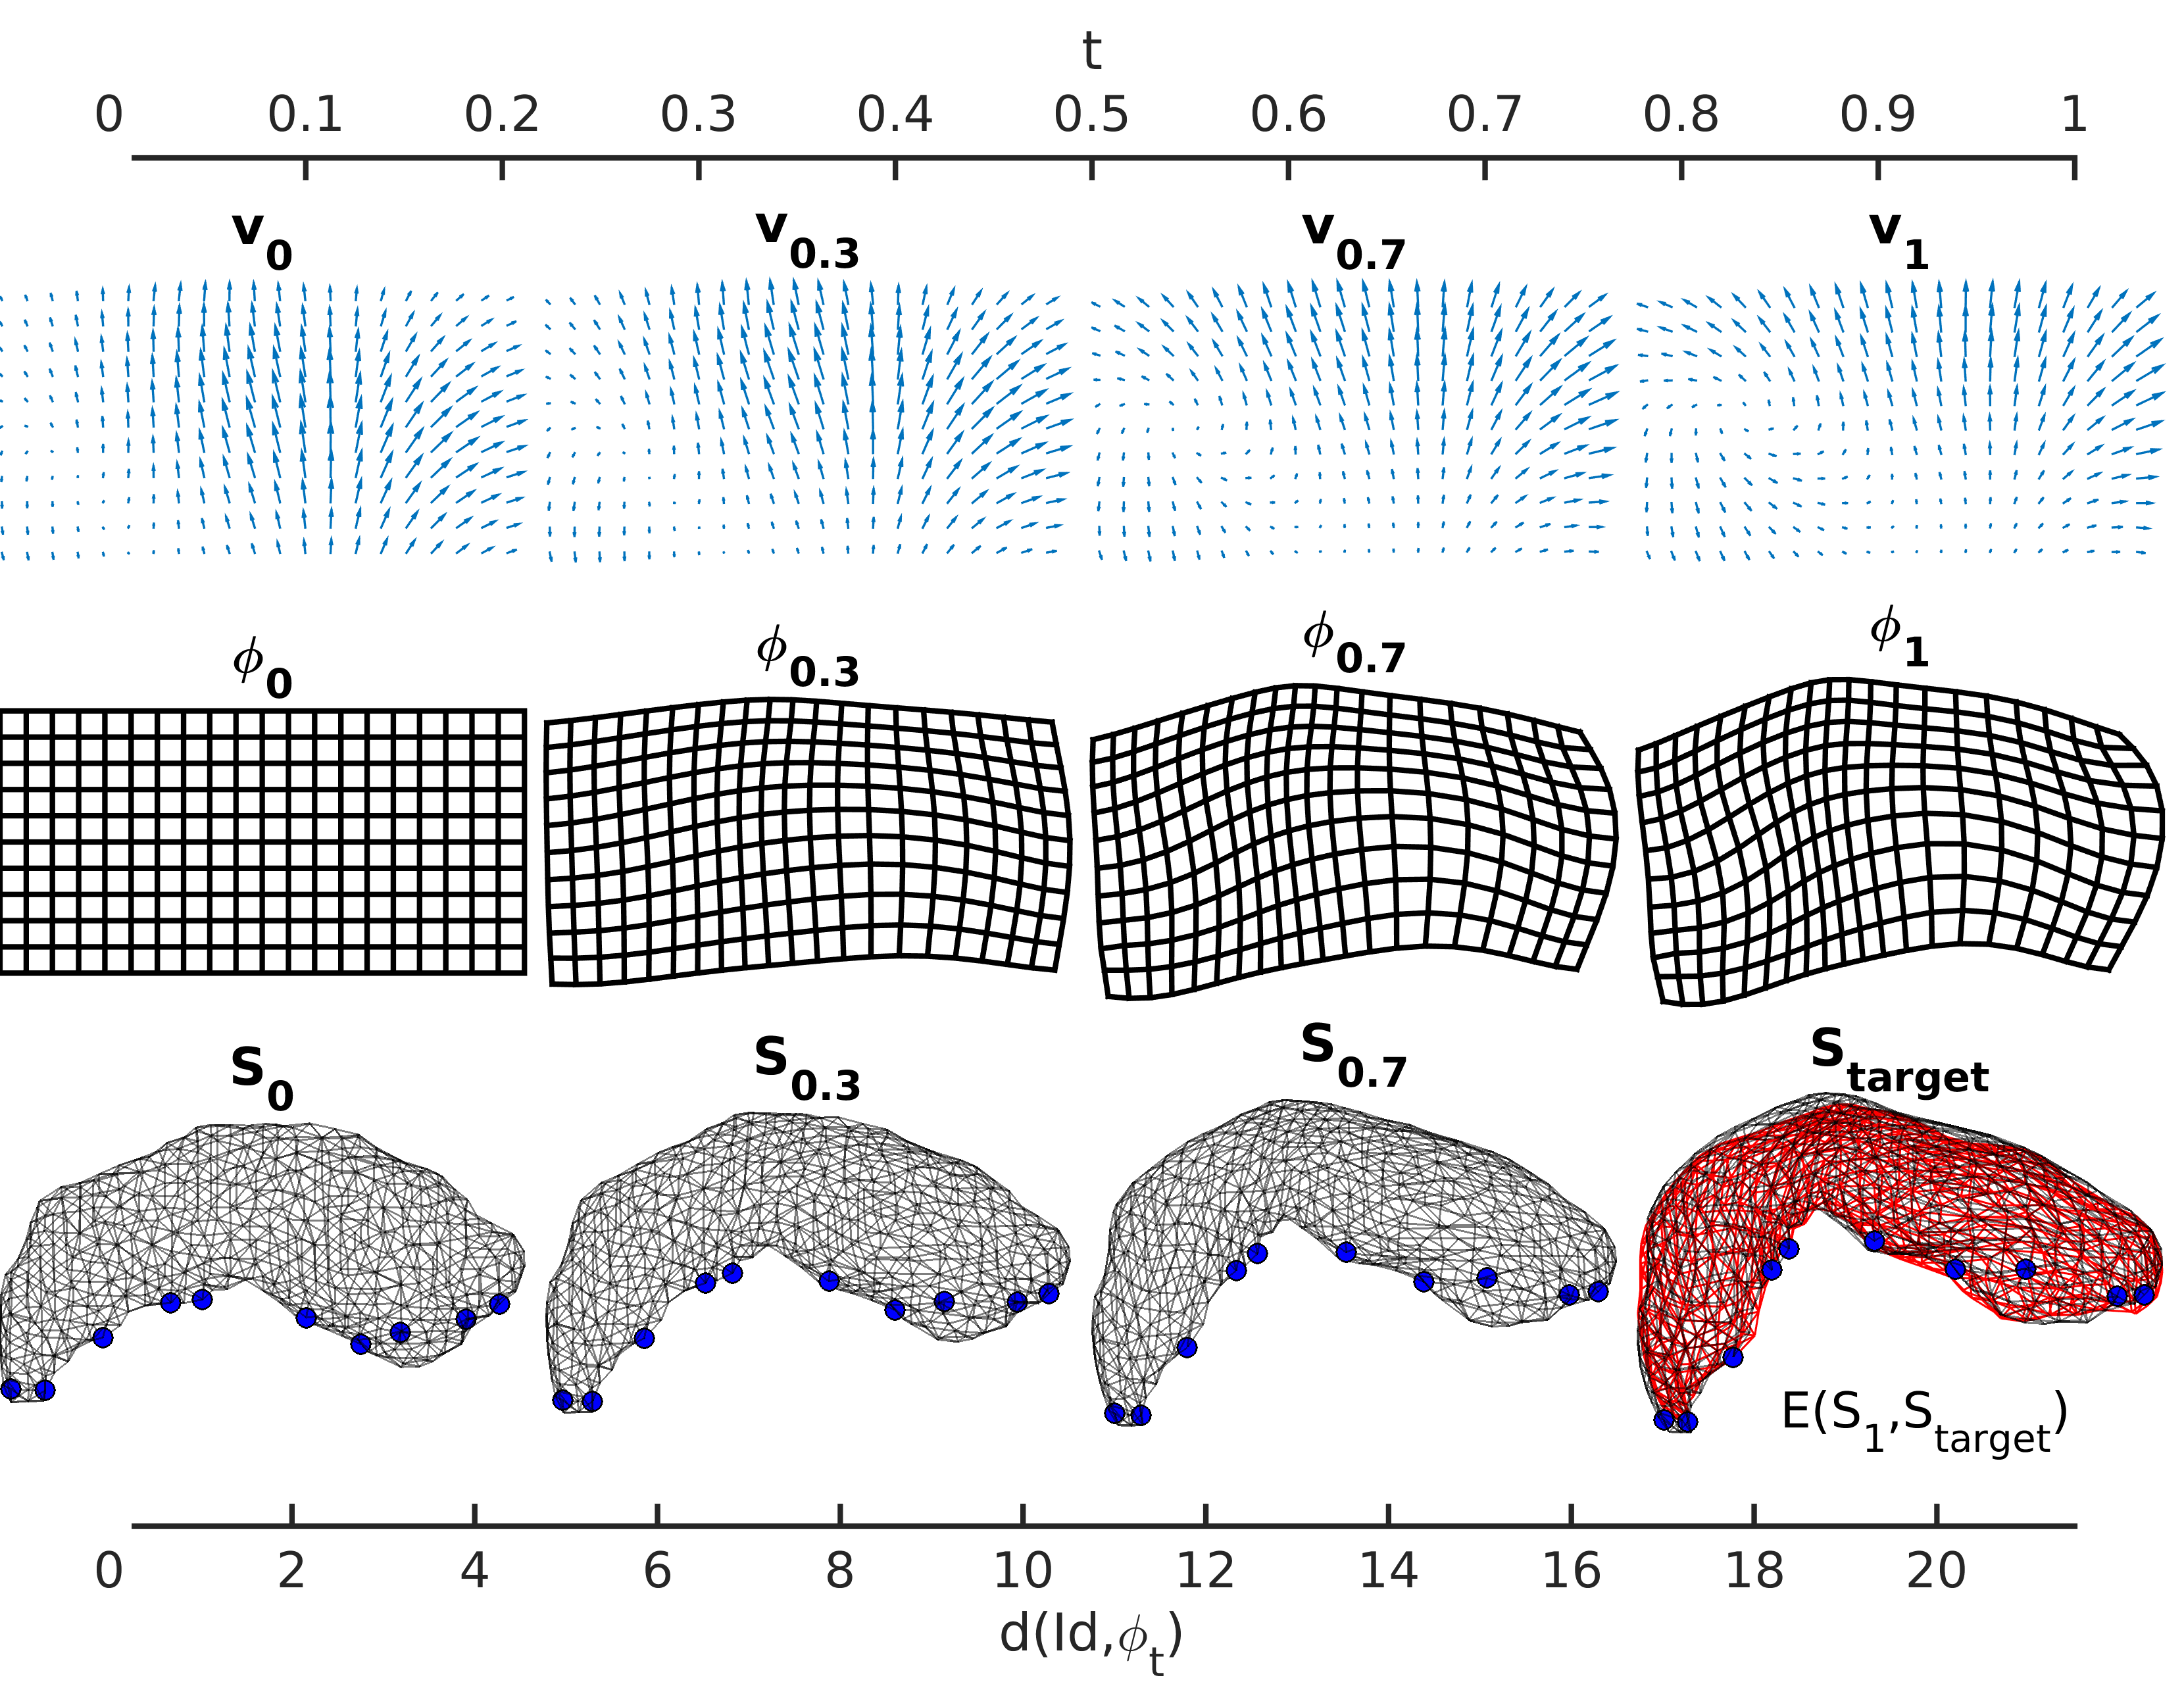 t
0 0.1 0.2 0.3 0.4 0.5 0.6 0.7 0.8 0.9 1
v0 v0.3 v0.7 v1
ϕ0 ϕ0.3 ϕ0.7 ϕ1
S0 S0.3 S0.7 Starget
E(S1,Starget)
0 2 4 6 8 10 12 14 16 18 20
d(Id,ϕt)